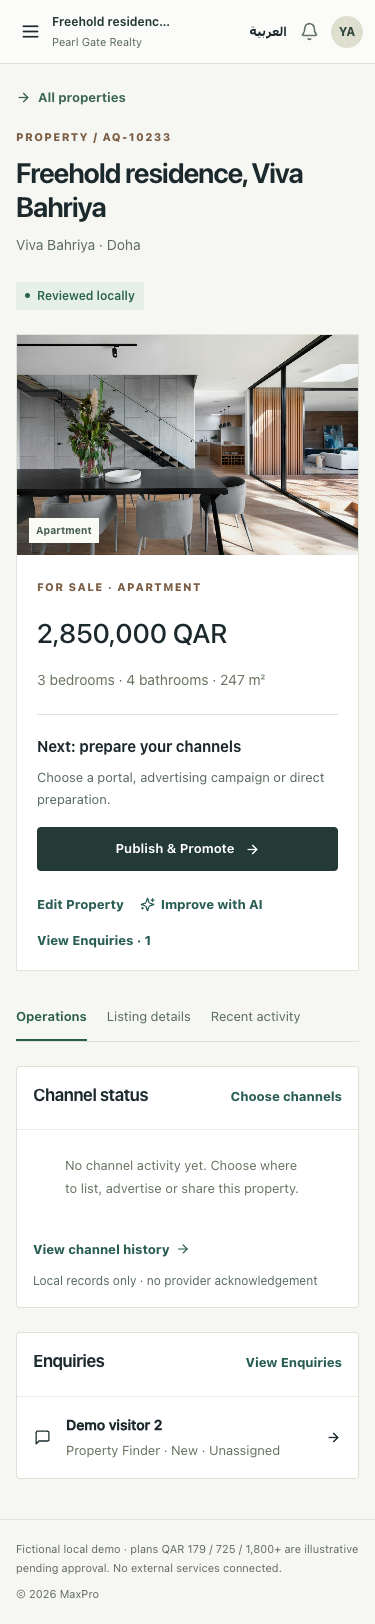 Freehold residenc...
Pearl Gate Realty
العربية
YA
All properties
PROPERTY / AQ-10233
Freehold residence, Viva
Bahriya
Viva Bahriya · Doha
Reviewed locally
Apartment
FOR SALE · APARTMENT
2,850,000 QAR
3 bedrooms · 4 bathrooms · 247 m²
Next: prepare your channels
Choose a portal, advertising campaign or direct
preparation.
Publish & Promote
Edit Property
Improve with AI
View Enquiries · 1
Operations
Listing details
Recent activity
Channel status
Choose channels
No channel activity yet. Choose where
to list, advertise or share this property.
View channel history
Local records only · no provider acknowledgement
Enquiries
View Enquiries
Demo visitor 2
Property Finder · New · Unassigned
Fictional local demo · plans QAR 179 / 725 / 1,800+ are illustrative
pending approval. No external services connected.
© 2026 MaxPro